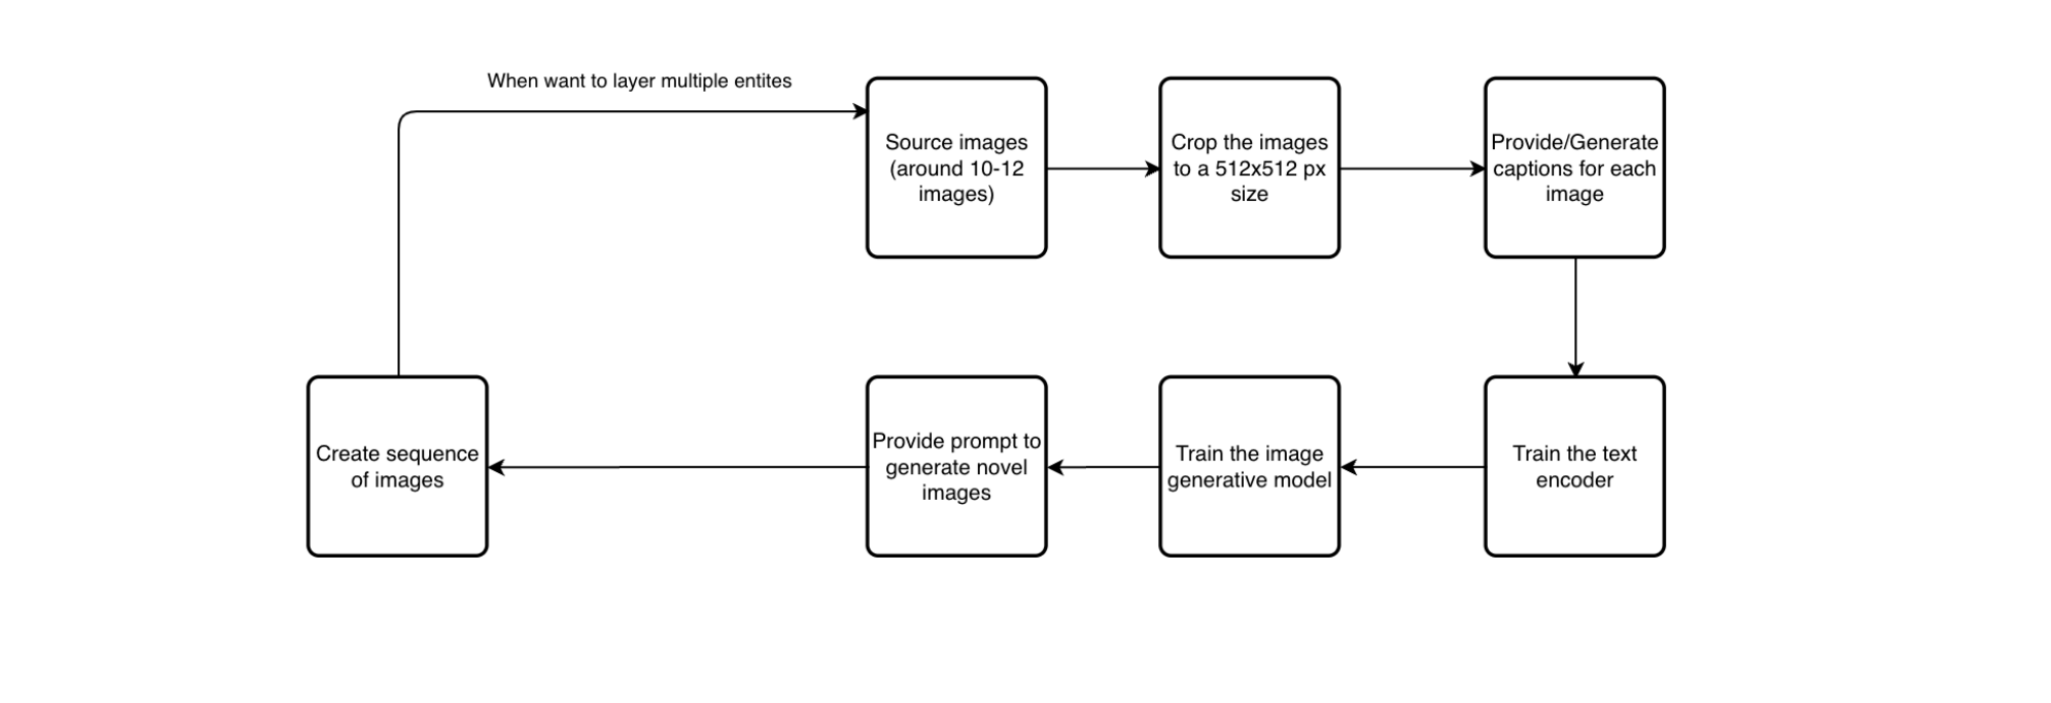 When want to layer multiple entites
Source images
(around 10-12
images)
Crop the images
to a 512x512 px
size
Provide/Generate
captions for each
image
Train the text
encoder
Train the image
generative model
Provide prompt to
generate novel
images
Create sequence
of images